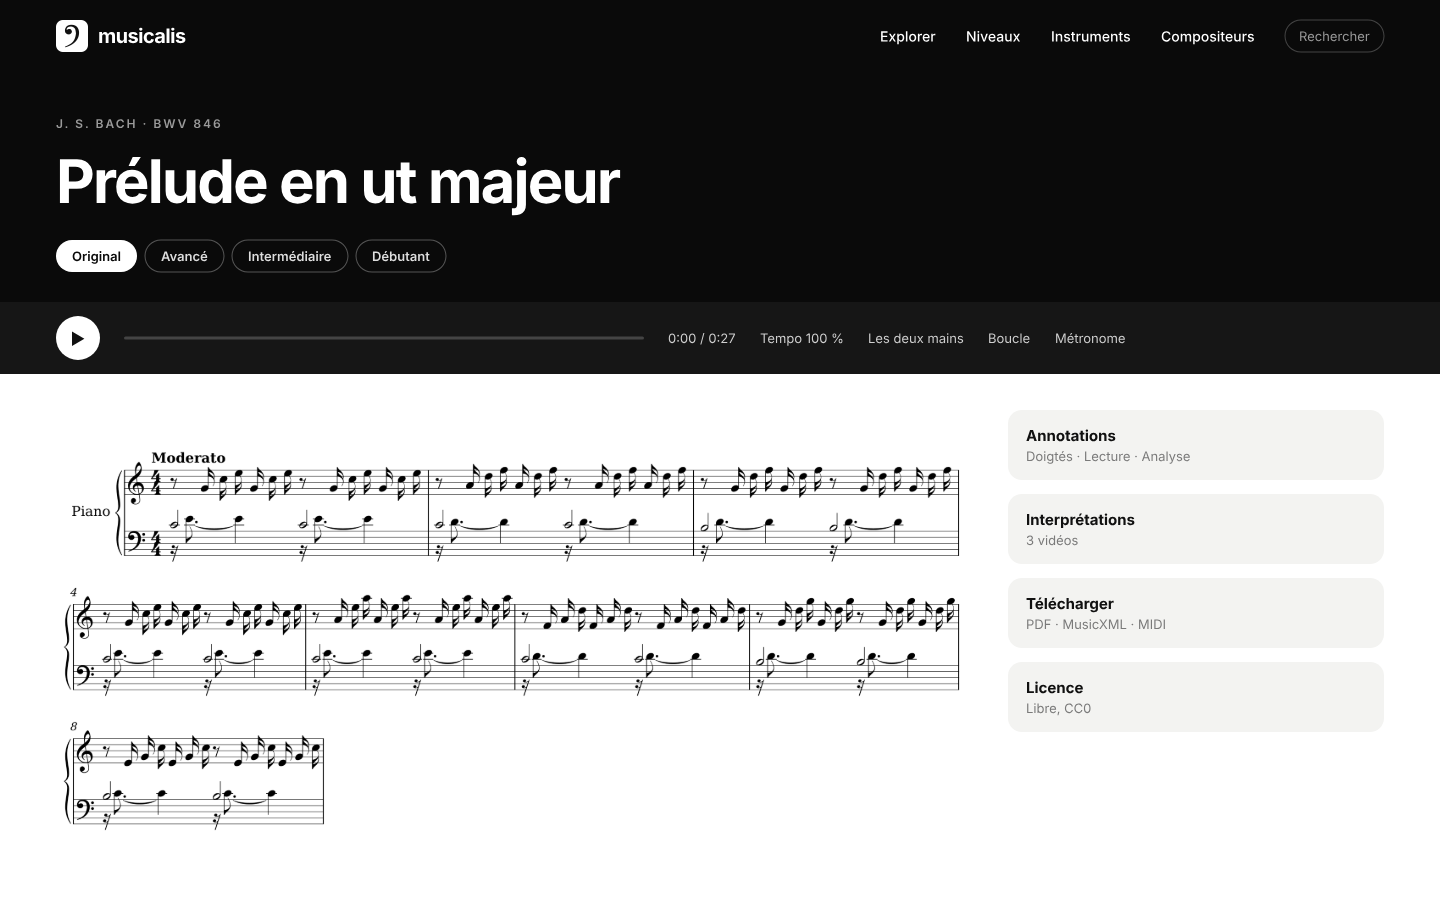 musicalis
Explorer Niveaux Instruments Compositeurs Rechercher
J. S. BACH · BWV 846
Prélude en ut majeur
Original Avancé Intermédiaire Débutant
0:00 / 0:27 Tempo 100 % Les deux mains Boucle Métronome
Moderato
Piano
4
8
Annotations
Doigtés · Lecture · Analyse
Interprétations
3 vidéos
Télécharger
PDF · MusicXML · MIDI
Licence
Libre, CC0